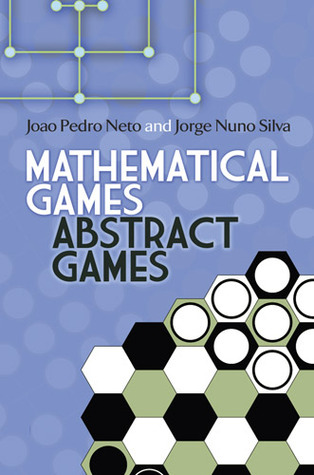 Joao Pedro Neto and Jorge Nuno Silva
MATHEMATICAL
GAMES
ABSTRACT
GAMES